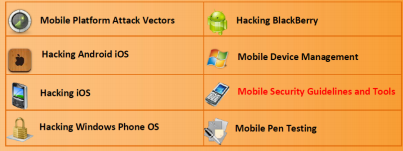 Mobile Platform Attack Vectors
Hacking BlackBerry
Hacking Android iOS
Mobile Device Management
Hacking iOS
Mobile Security Guidelines and Tools
Hacking Windows Phone OS
Mobile Pen Testing